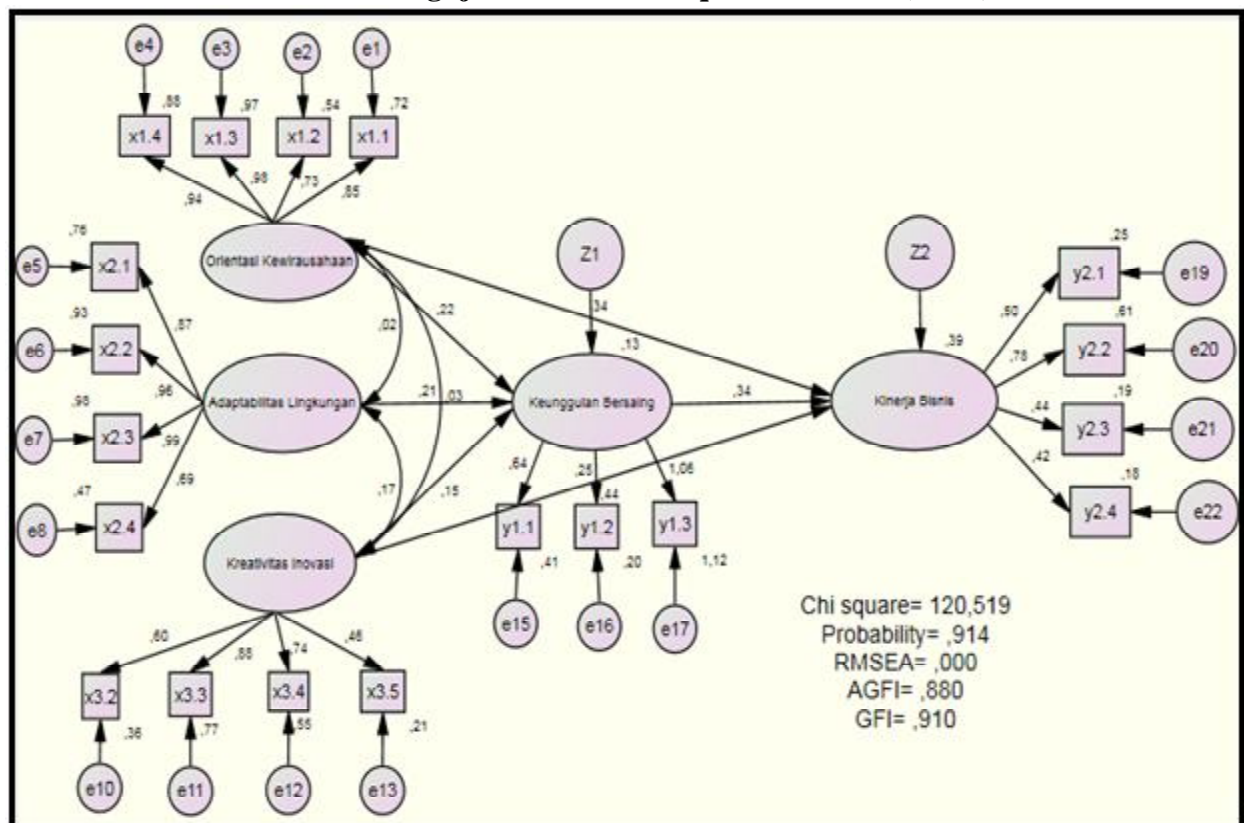 e4 e3 e2 e1
,88 ,97 ,54 ,72
x1.4 x1.3 x1.2 x1.1
,94 ,98 ,73 ,85
Orientasi Kewirausahaan
,76
e5 x2.1
,87
,93
e6 x2.2
,96
,98
e7 x2.3
,99
,47
e8 x2.4
,69
Adaptabilitas Lingkungan
,02 ,22 ,34
,21 ,03
,17 ,15 ,25
Z1
,13
Keunggulan Bersaing
,34
Z2
,39
Kinerja Bisnis
,64 ,44 1,06
y1.1 y1.2 y1.3
,41 ,20 1,12
e15 e16 e17
,25
,50 y2.1 e19
,61
,78 y2.2 e20
,19
,44 y2.3 e21
,18
,42 y2.4 e22
Kreativitas Inovasi
,60 ,88 ,74 ,46
x3.2 x3.3 x3.4 x3.5
,36 ,77 ,55 ,21
e10 e11 e12 e13
Chi square= 120,519
Probability= ,914
RMSEA= ,000
AGFI= ,880
GFI= ,910